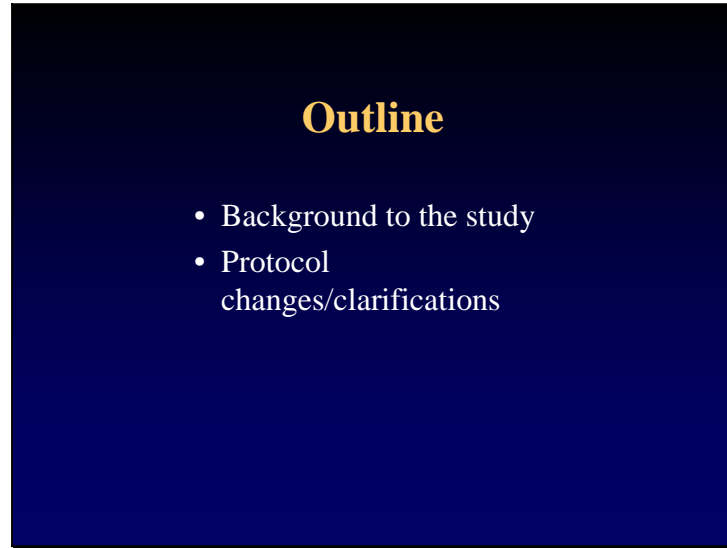 Outline
• Background to the study
• Protocol
changes/clarifications